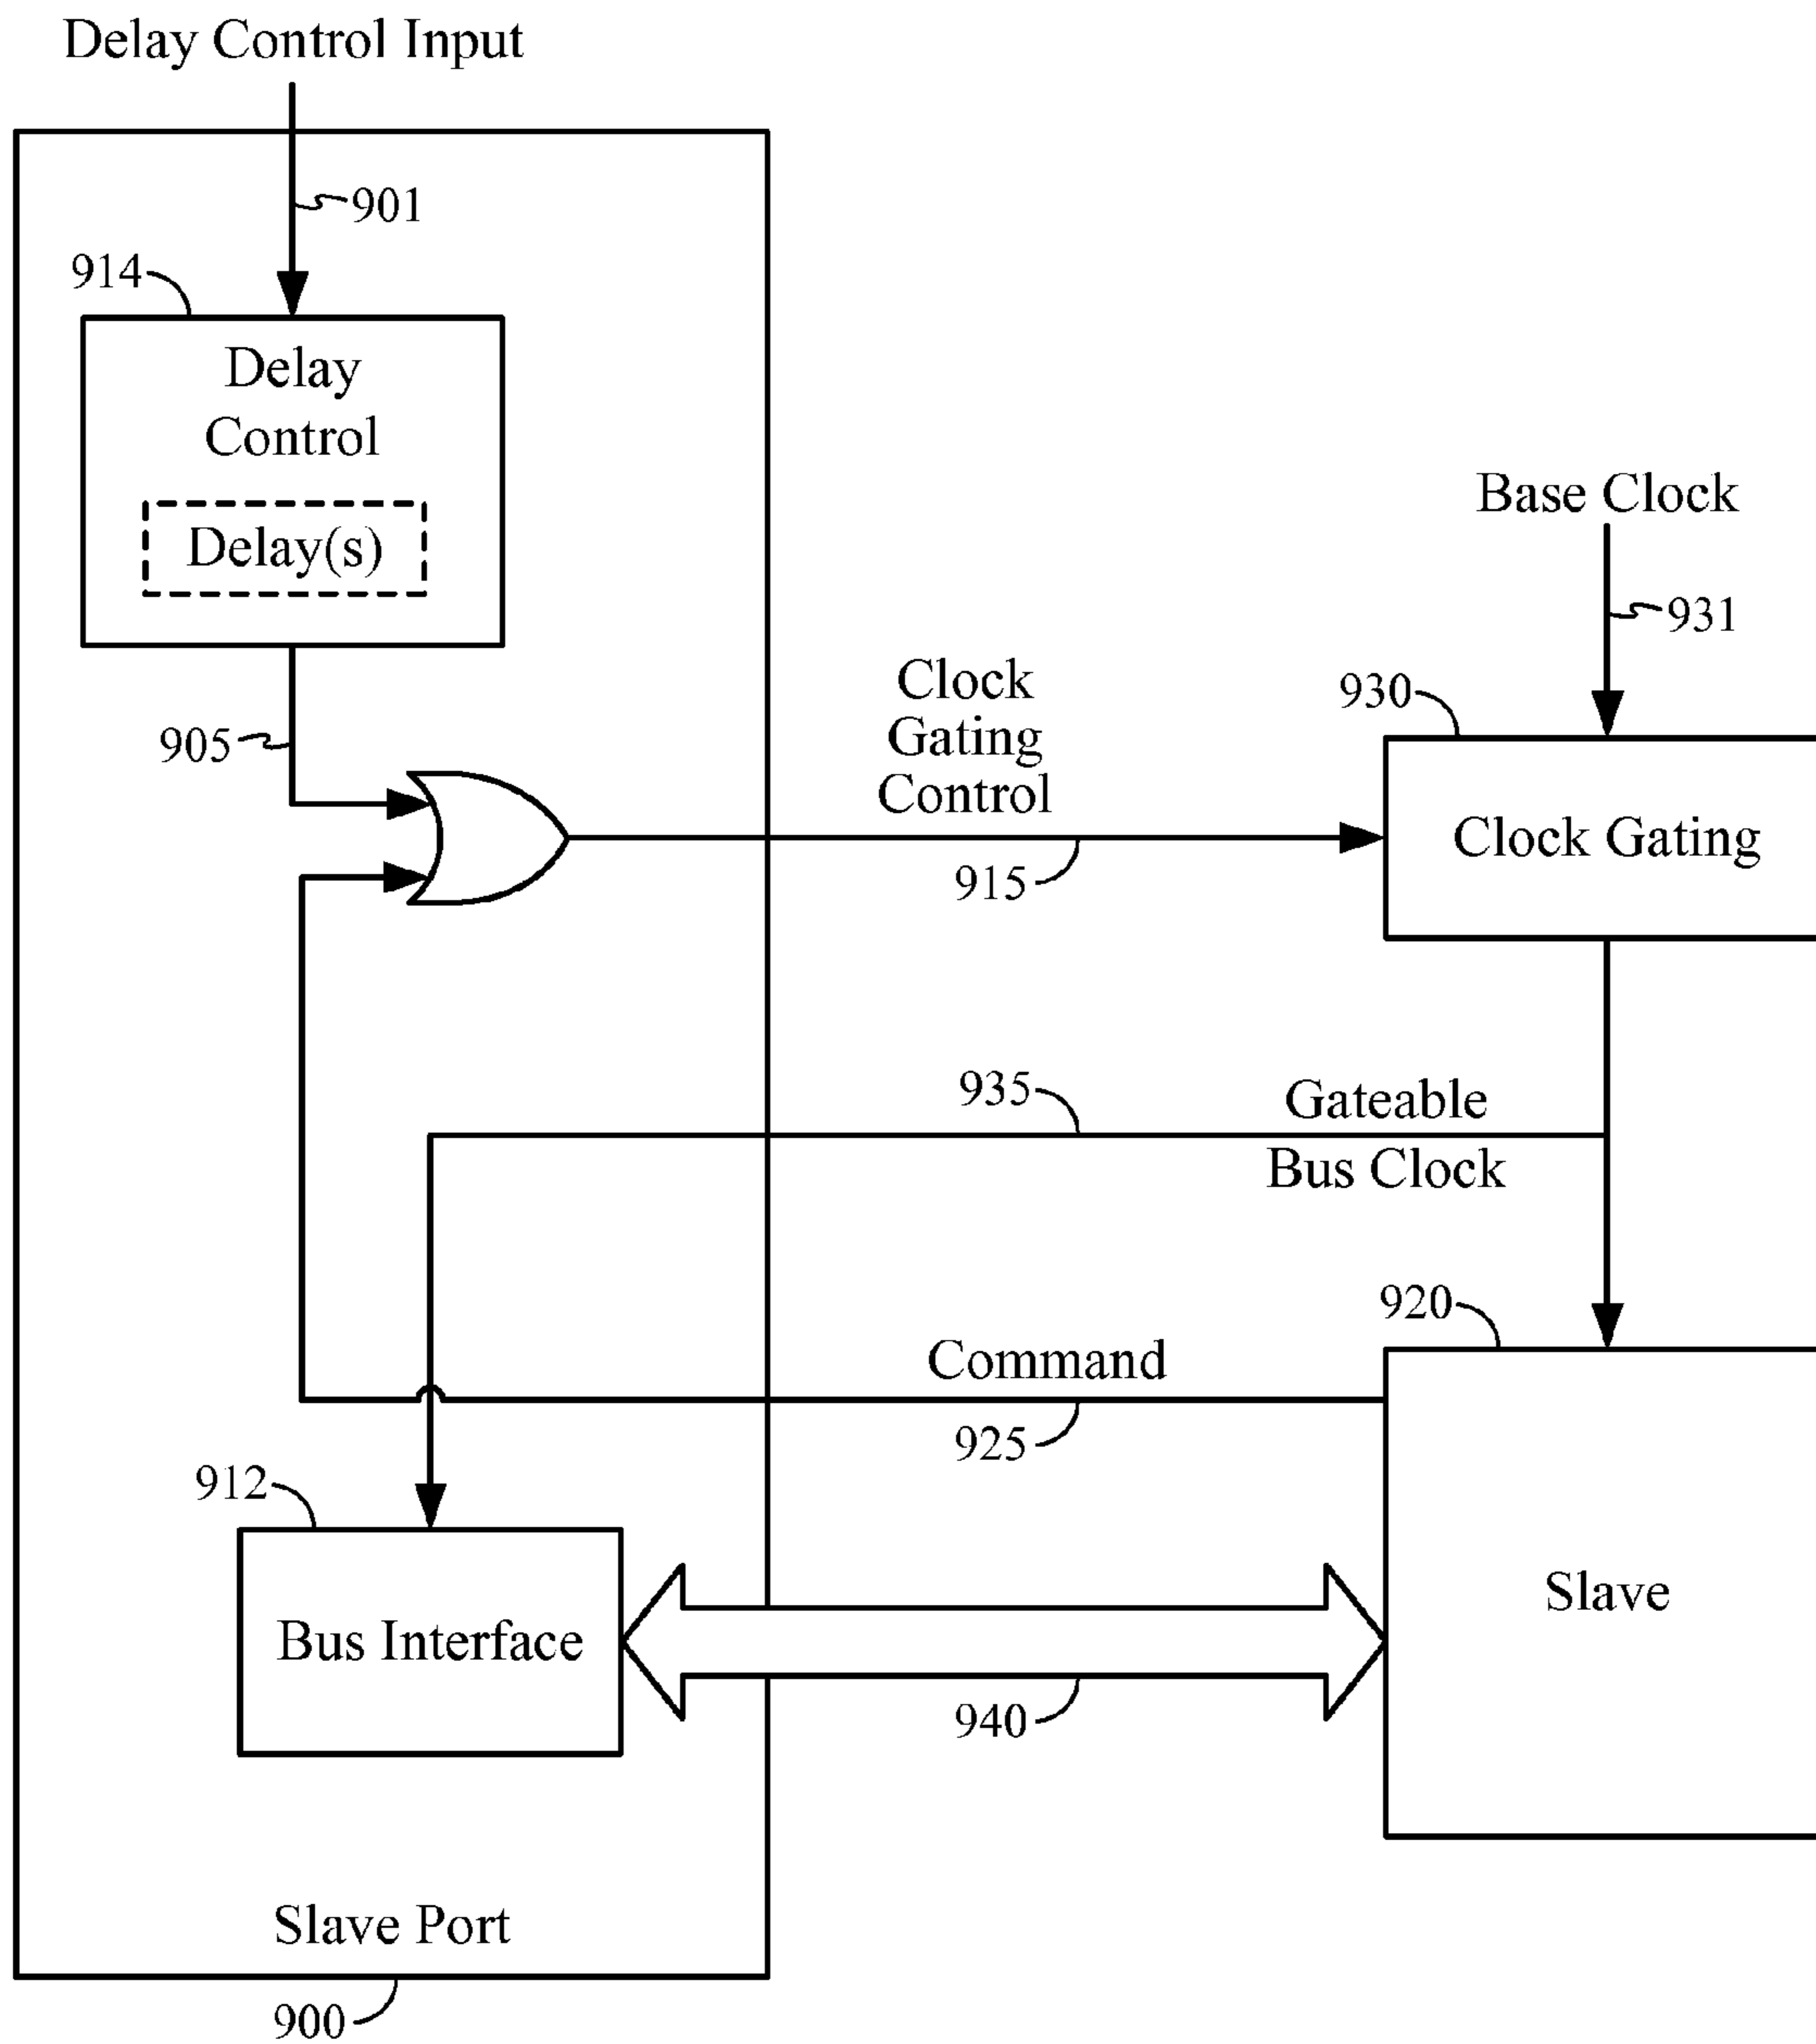 Delay Control Input
901
914
Delay
Control
Delay(s)
Base Clock
931
905
Clock
Gating
Control
930
Clock Gating
915
935
Gateable
Bus Clock
920
Command
925
912
Bus Interface
Slave
940
Slave Port
900